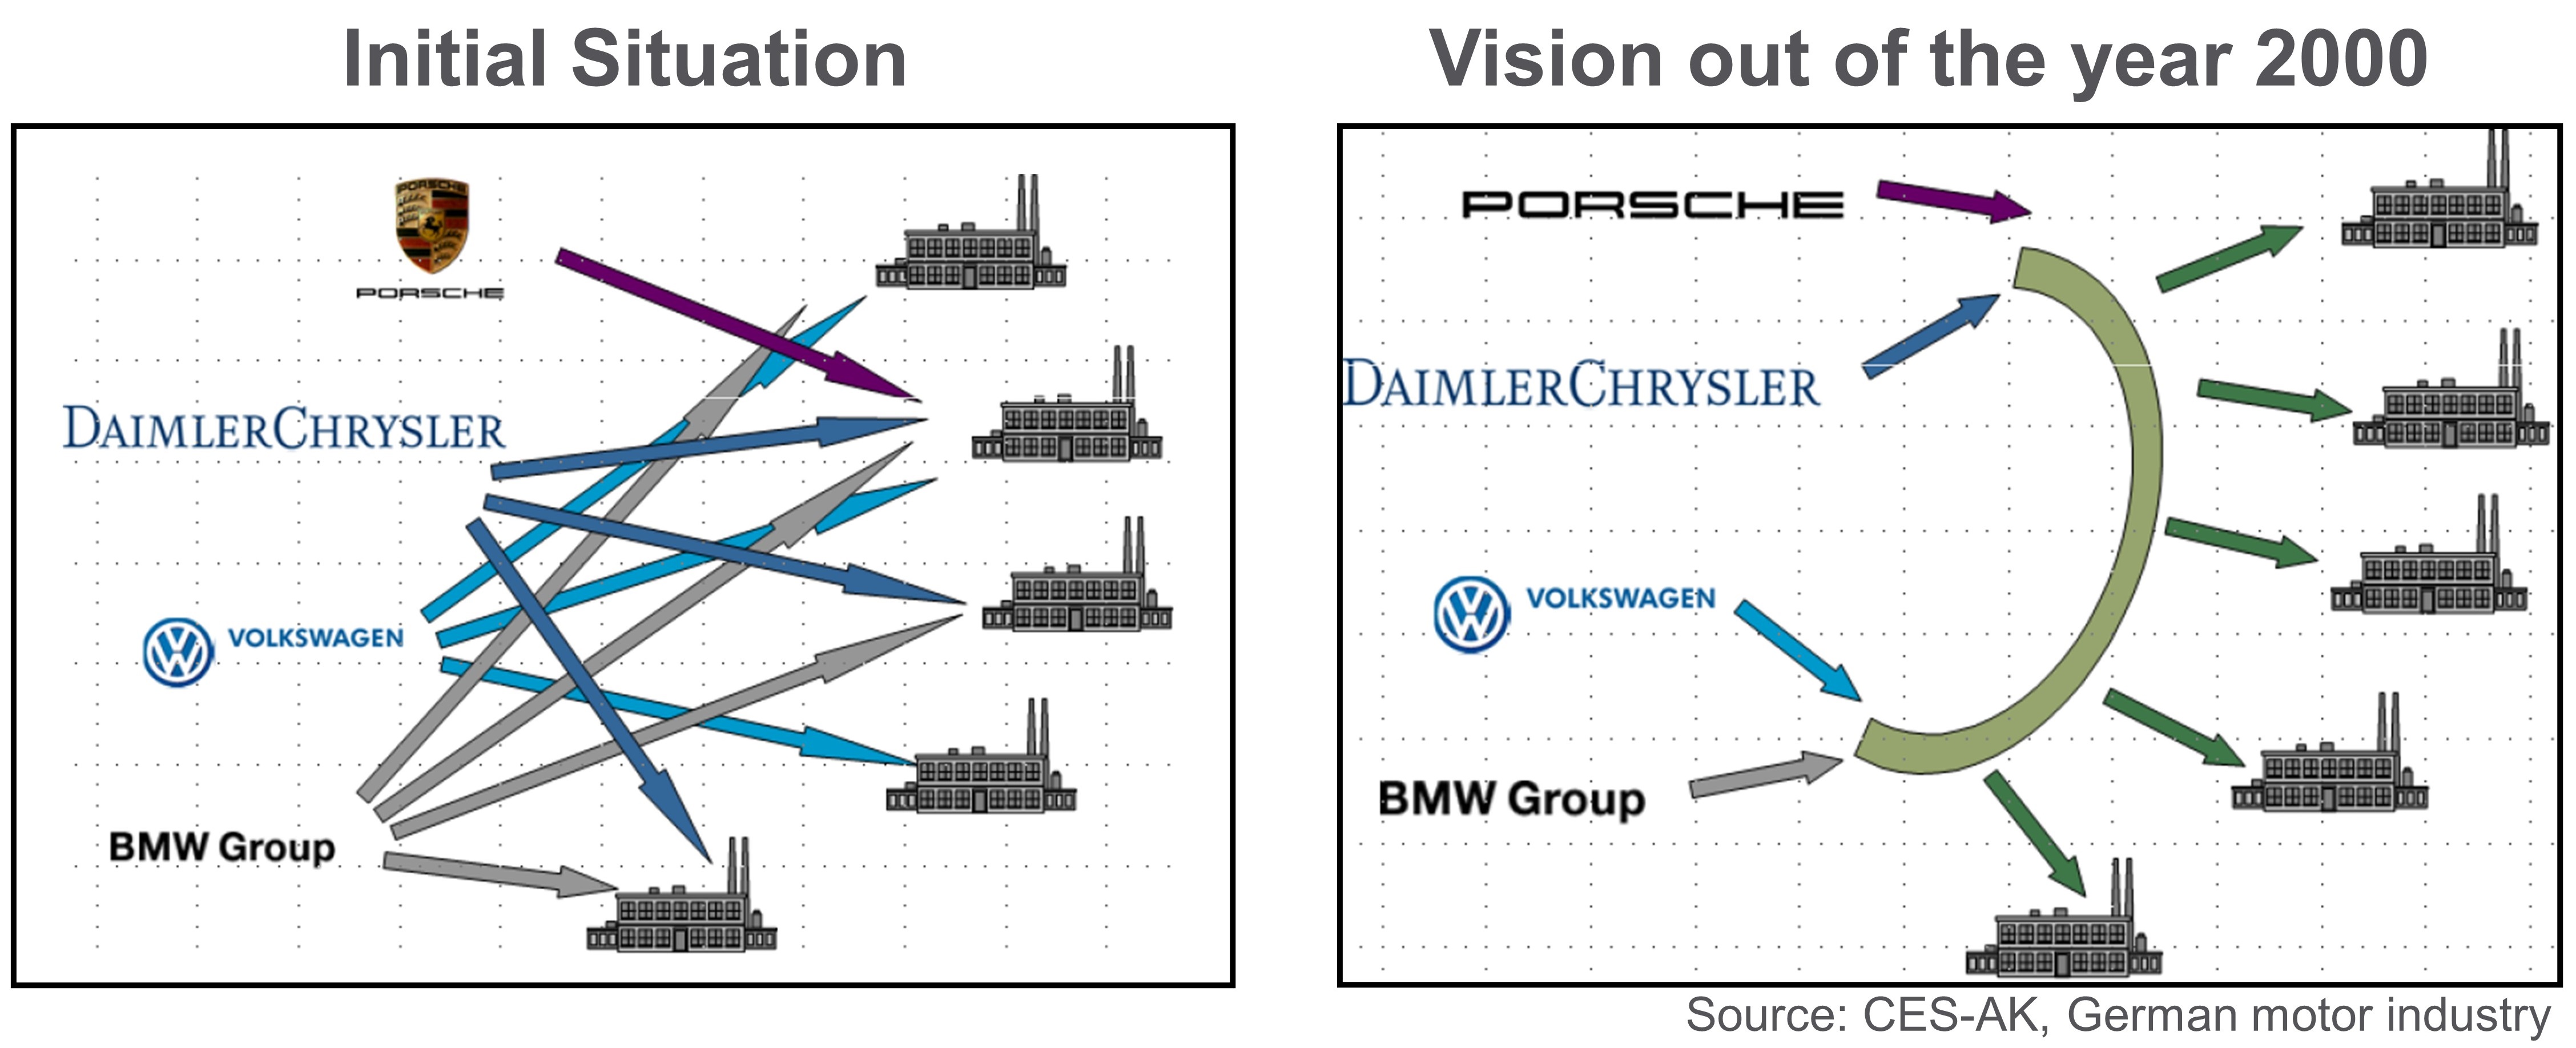 Initial Situation
Vision out of the year 2000
PORSCHE
PORSCHE
DAIMLERCHRYSLER
VOLKSWAGEN
BMW Group
PORSCHE
DAIMLERCHRYSLER
VOLKSWAGEN
BMW Group
Source: CES-AK, German motor industry